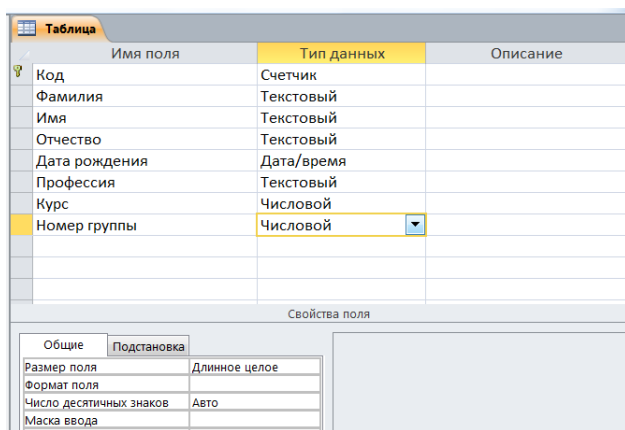 Таблица
Имя поля Тип данных Описание
Код Счетчик
Фамилия Текстовый
Имя Текстовый
Отчество Текстовый
Дата рождения Дата/время
Профессия Текстовый
Курс Числовой
Номер группы Числовой
Свойства поля
Общие Подстановка
Размер поля Длинное целое
Формат поля
Число десятичных знаков Авто
Маска ввода